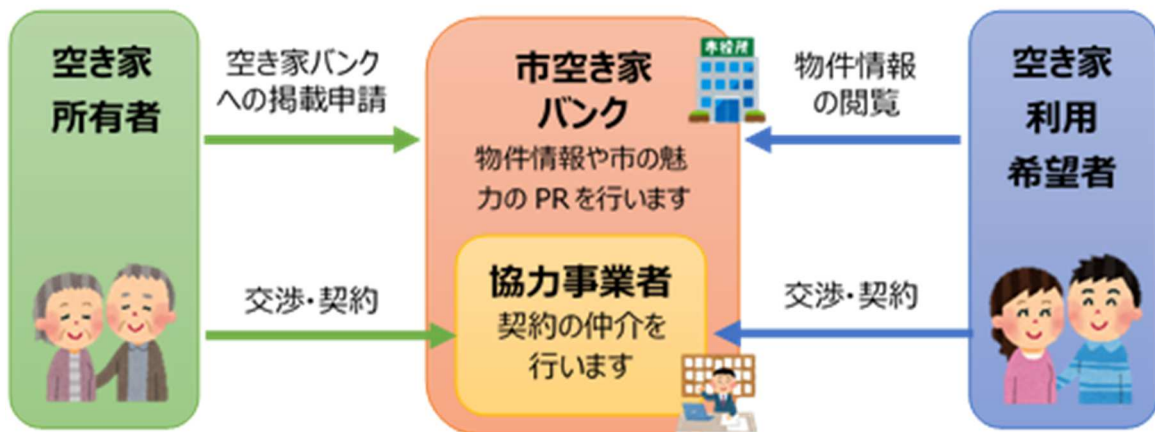 空き家
所有者
空き家バンク
への掲載申請
交渉・契約
市役所
市空き家
バンク
物件情報や市の魅
力の PR を行います
協力事業者
契約の仲介を
行います
物件情報
の閲覧
交渉・契約
空き家
利用
希望者